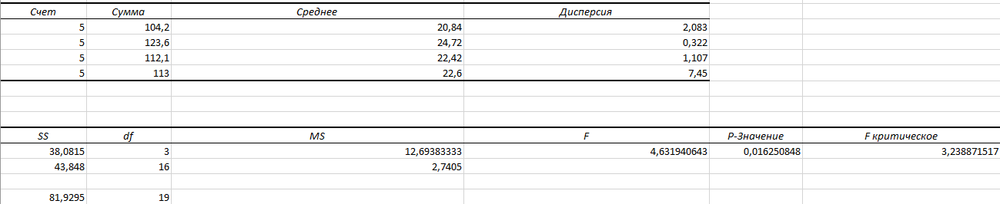 Счет Сумма Среднее Дисперсия
5 104,2 20,84 2,083
5 123,6 24,72 0,322
5 112,1 22,42 1,107
5 113 22,6 7,45
SS df MS F P-Значение F критическое
38,0815 3 12,69383333 4,631940643 0,016250848 3,238871517
43,848 16 2,7405
81,9295 19